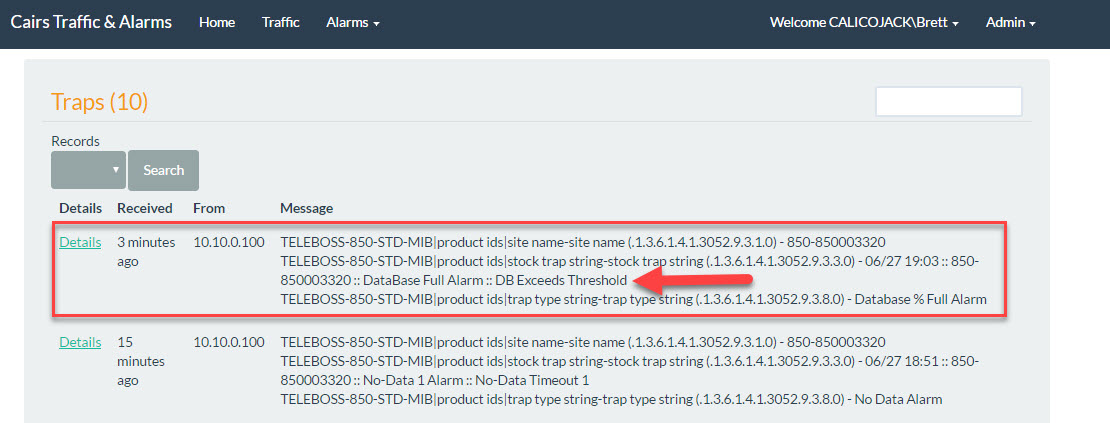 Cairs Traffic & Alarms Home Traffic Alarms Welcome CALICOJACK\Brett Admin
Traps (10)
Records
Search
Details Received From Message
Details 3 minutes ago 10.10.0.100 TELEBOSS-850-STD-MIB|product ids|site name-site name (.1.3.6.1.4.1.3052.9.3.1.0) - 850-850003320
TELEBOSS-850-STD-MIB|product ids|stock trap string-stock trap string (.1.3.6.1.4.1.3052.9.3.3.0) - 06/27 19:03 :: 850-
850003320 :: DataBase Full Alarm :: DB Exceeds Threshold
TELEBOSS-850-STD-MIB|product ids|trap type string-trap type string (.1.3.6.1.4.1.3052.9.3.8.0) - Database % Full Alarm
Details 15 minutes ago 10.10.0.100 TELEBOSS-850-STD-MIB|product ids|site name-site name (.1.3.6.1.4.1.3052.9.3.1.0) - 850-850003320
TELEBOSS-850-STD-MIB|product ids|stock trap string-stock trap string (.1.3.6.1.4.1.3052.9.3.3.0) - 06/27 18:51 :: 850-
850003320 :: No-Data 1 Alarm :: No-Data Timeout 1
TELEBOSS-850-STD-MIB|product ids|trap type string-trap type string (.1.3.6.1.4.1.3052.9.3.8.0) - No Data Alarm